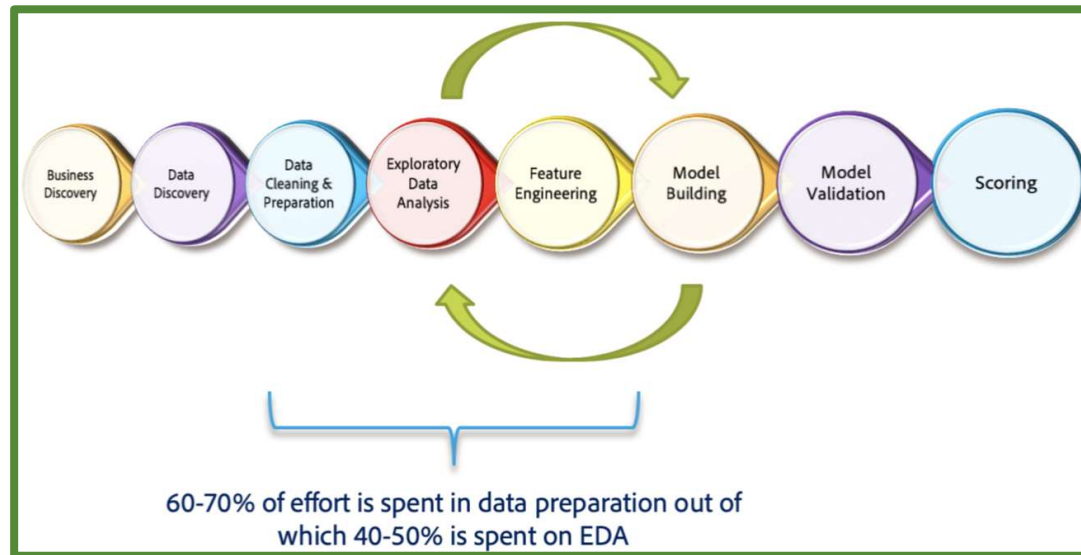 Business
Discovery
Data
Discovery
Data
Cleaning &
Preparation
Exploratory
Data
Analysis
Feature
Engineering
Model
Building
Model
Validation
Scoring
60-70% of effort is spent in data preparation out of
which 40-50% is spent on EDA